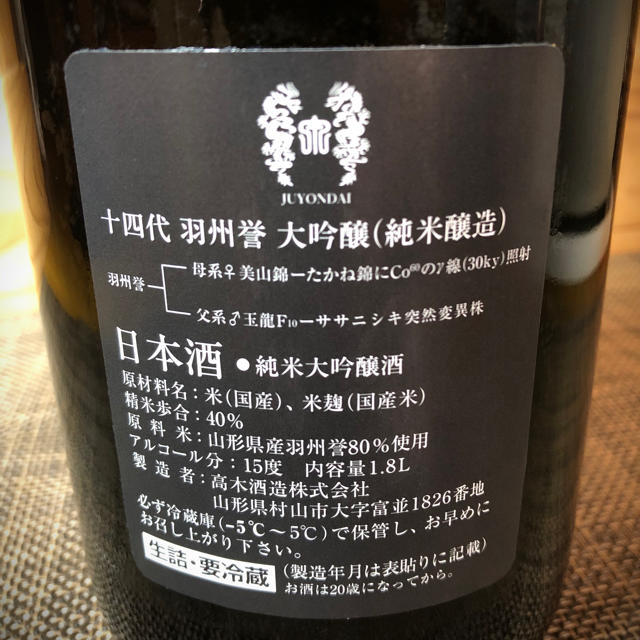 JUYONDAI
十四代 羽州誉 大吟醸(純米醸造)
羽州誉
母系♀美山錦ーたかね錦にCo⁶⁰のγ線(30ky)照射
父系♂玉龍F₁₀ーササニシキ突然変異株
日本酒●純米大吟醸酒
原材料名：米(国産)、米麹(国産米)
精米歩合：40%
原料米：山形県産羽州誉80%使用
アルコール分：15度 内容量1.8L
製造者：高木酒造株式会社
山形県村山市大字富並1826番地
必ず冷蔵庫(-5℃～5℃)で保管し、お早めに
お召し上がり下さい。
生詰・要冷蔵
(製造年月は表貼りに記載)
お酒は20歳になってから。